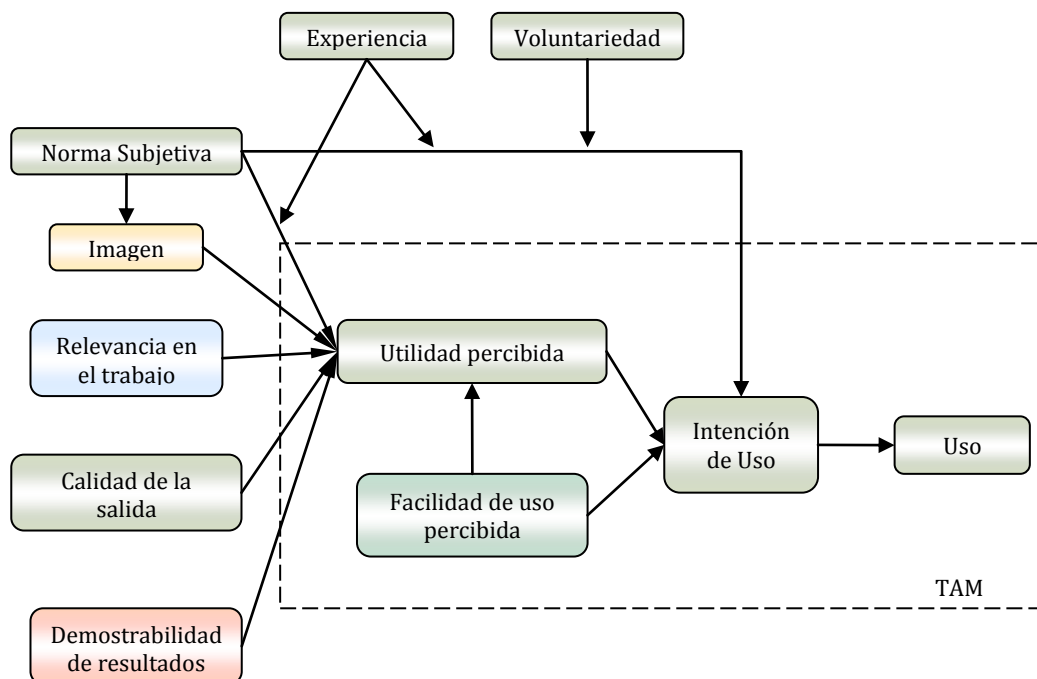 Experiencia
Voluntariedad
Norma Subjetiva
Imagen
Relevancia en
el trabajo
Utilidad percibida
Intención
de Uso
Uso
Calidad de la
salida
Facilidad de uso
percibida
TAM
Demostrabilidad
de resultados